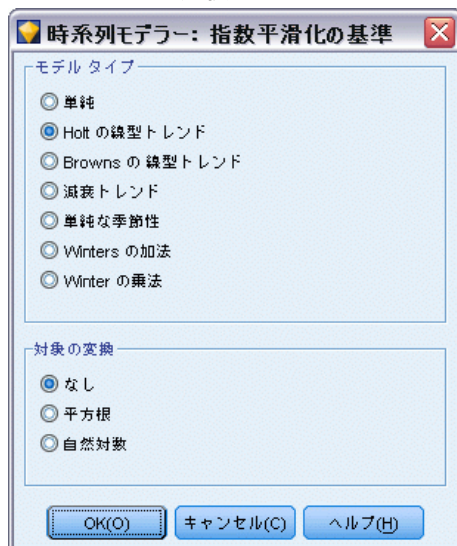 時系列モデラー: 指数平滑化の基準
モデル タイプ
単純
Holt の線型トレンド
Browns の 線型トレンド
減衰トレンド
単純な季節性
Winters の加法
Winter の乗法
対象の変換
なし
平方根
自然対数
OK(O) キャンセル(C) ヘルプ(H)